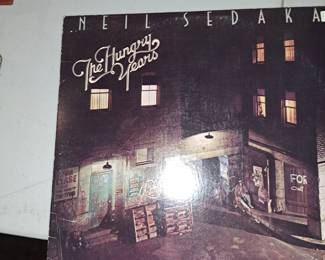 NEIL SEDAKA
The Hungry
Years
FOR